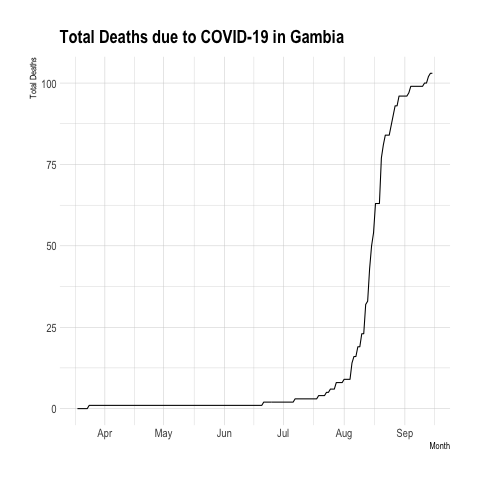 Total Deaths due to COVID-19 in Gambia
Total Deaths
100
75
50
25
0
Apr May Jun Jul Aug Sep
Month